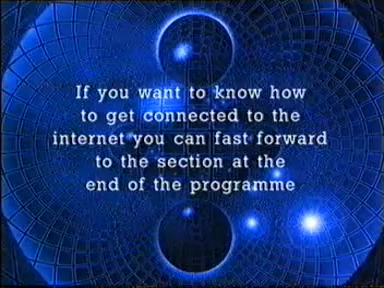 If you want to know how
to get connected to the
internet you can fast forward
to the section at the
end of the programme